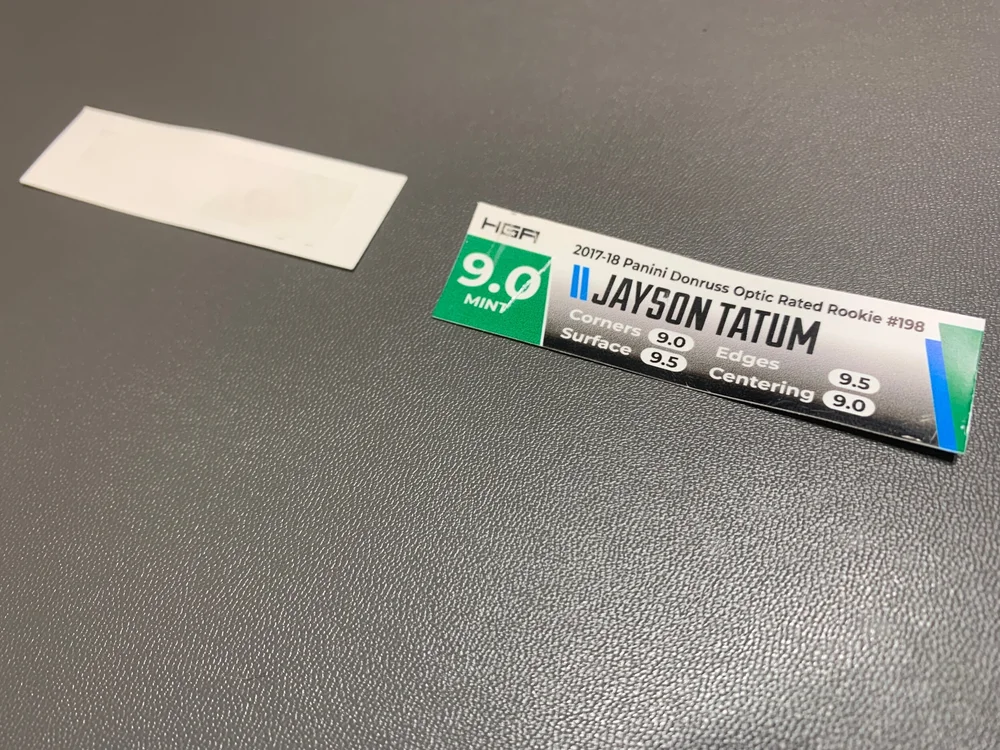 HGA
9.0
MINT
2017-18 Panini Donruss Optic Rated Rookie #198
JAYSON TATUM
Corners 9.0 Edges 9.5
Surface 9.5 Centering 9.0